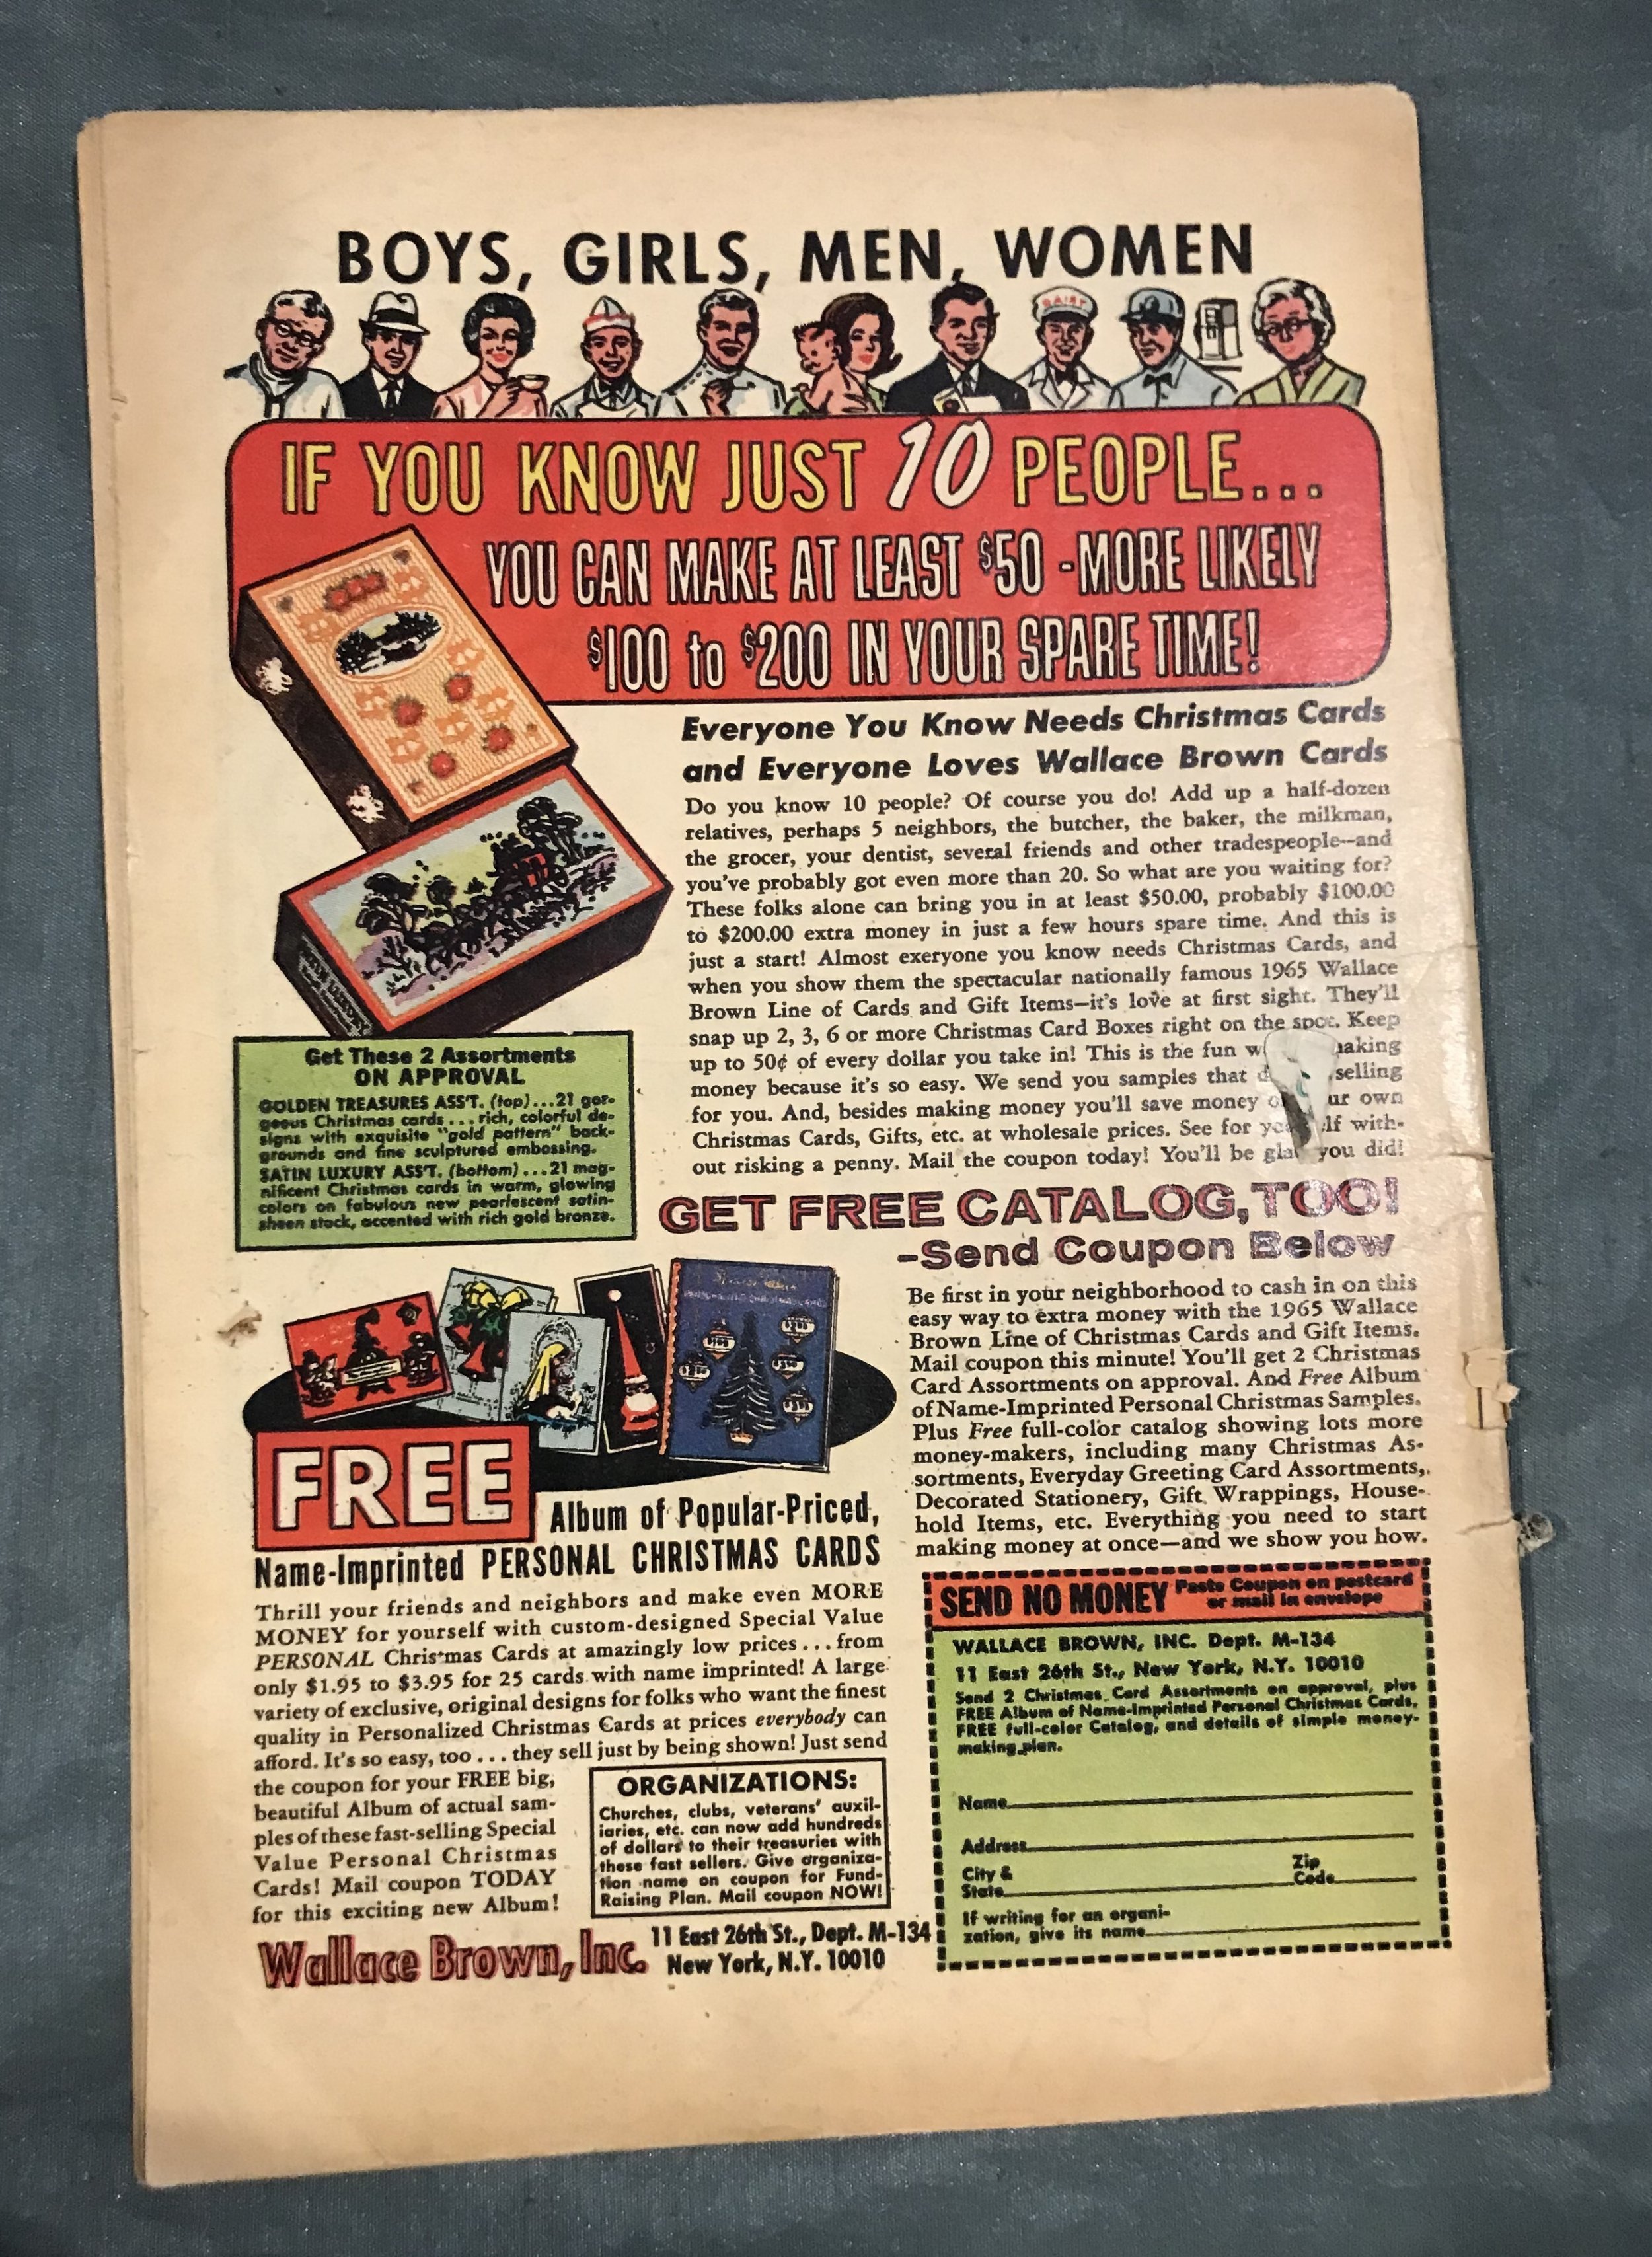 BOYS, GIRLS, MEN, WOMEN
DAIRY
IF YOU KNOW JUST 10 PEOPLE...
YOU CAN MAKE AT LEAST $50 - MORE LIKELY
$100 to $200 IN YOUR SPARE TIME!
Everyone You Know Needs Christmas Cards
and Everyone Loves Wallace Brown Cards
Do you know 10 people? Of course you do! Add up a half-dozen
relatives, perhaps 5 neighbors, the butcher, the baker, the milkman,
the grocer, your dentist, several friends and other tradespeople—and
you've probably got even more than 20. So what are you waiting for?
These folks alone can bring you in at least $50.00, probably $100.00
to $200.00 extra money in just a few hours spare time. And this is
just a start! Almost exeryone you know needs Christmas Cards, and
when you show them the spectacular nationally famous 1965 Wallace
Brown Line of Cards and Gift Items—it's love at first sight. They'll
snap up 2, 3, 6 or more Christmas Card Boxes right on the spot. Keep
up to 50¢ of every dollar you take in! This is the fun w aking
money because it's so easy. We send you samples that d selling
for you. And, besides making money you'll save money o ur own
Christmas Cards, Gifts, etc. at wholesale prices. See for yo lf with-
out risking a penny. Mail the coupon today! You'll be gla you did!
Get These 2 Assortments
ON APPROVAL
GOLDEN TREASURES ASS'T. (top)...21 gor-
geous Christmas cards...rich, colorful de-
signs with exquisite "gold pattern" back-
grounds and fine sculptured embossing.
SATIN LUXURY ASS'T. (bottom)...21 mag-
nificent Christmas cards in warm, glowing
colors on fabulous new pearlescent satin-
sheen stock, accented with rich gold bronze.
GET FREE CATALOG, TOO!
-Send Coupon Below
Be first in your neighborhood to cash in on this
easy way to extra money with the 1965 Wallace
Brown Line of Christmas Cards and Gift Items.
Mail coupon this minute! You'll get 2 Christmas
Card Assortments on approval. And Free Album
of Name-Imprinted Personal Christmas Samples.
Plus Free full-color catalog showing lots more
money-makers, including many Christmas As-
sortments, Everyday Greeting Card Assortments,
Decorated Stationery, Gift Wrappings, House-
hold Items, etc. Everything you need to start
making money at once—and we show you how.
FREE
Album of Popular-Priced,
Name-Imprinted PERSONAL CHRISTMAS CARDS
Thrill your friends and neighbors and make even MORE
MONEY for yourself with custom-designed Special Value
PERSONAL Christmas Cards at amazingly low prices...from
only $1.95 to $3.95 for 25 cards with name imprinted! A large
variety of exclusive, original designs for folks who want the finest
quality in Personalized Christmas Cards at prices everybody can
afford. It's so easy, too...they sell just by being shown! Just send
the coupon for your FREE big,
beautiful Album of actual sam-
ples of these fast-selling Special
Value Personal Christmas
Cards! Mail coupon TODAY
for this exciting new Album!
ORGANIZATIONS:
Churches, clubs, veterans' auxil-
iaries, etc. can now add hundreds
of dollars to their treasuries with
these fast sellers. Give organiza-
tion name on coupon for Fund-
Raising Plan. Mail coupon NOW!
Wallace Brown, Inc.
11 East 26th St., Dept. M-134
New York, N.Y. 10010
SEND NO MONEY Paste Coupon on postcard
or mail in envelope
WALLACE BROWN, INC. Dept. M-134
11 East 26th St., New York, N.Y. 10010
Send 2 Christmas Card Assortments on approval, plus
FREE Album of Name-Imprinted Personal Christmas Cards,
FREE full-color Catalog, and details of simple money-
making plan.
Name
Address
City &
State
Zip
Code
If writing for an organi-
zation, give its name